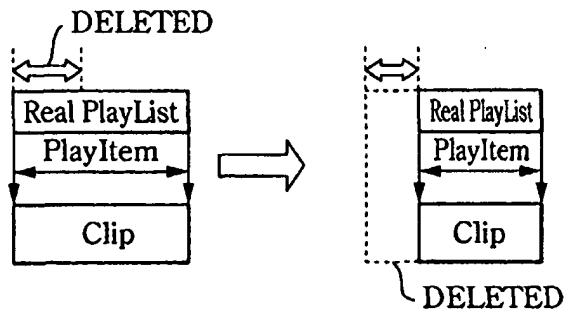 DELETED
Real PlayList
PlayItem
Clip
Real PlayList
PlayItem
Clip
DELETED